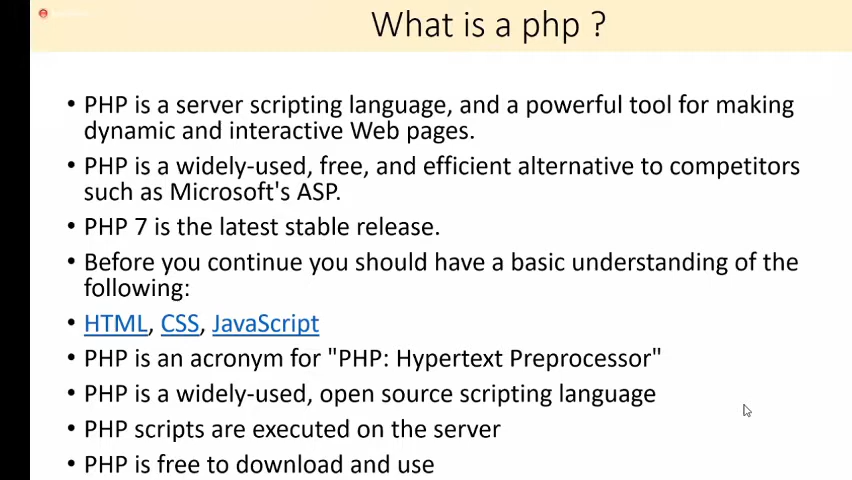 What is a php ?
• PHP is a server scripting language, and a powerful tool for making
dynamic and interactive Web pages.
• PHP is a widely-used, free, and efficient alternative to competitors
such as Microsoft's ASP.
• PHP 7 is the latest stable release.
• Before you continue you should have a basic understanding of the
following:
• HTML, CSS, JavaScript
• PHP is an acronym for "PHP: Hypertext Preprocessor"
• PHP is a widely-used, open source scripting language
• PHP scripts are executed on the server
• PHP is free to download and use